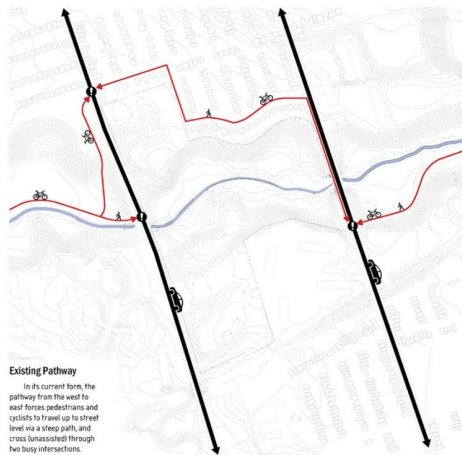 Existing Pathway
In its current form, the
pathway from the west to
east forces pedestrians and
cyclists to travel up to street
level via a steep path, and
cross (unassisted) through
two busy intersections.